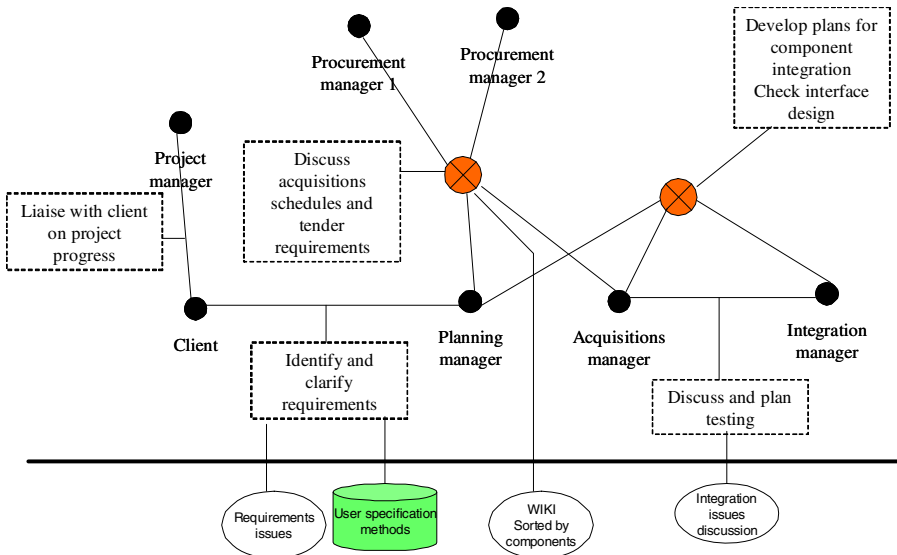 Procurement
manager 1
Procurement
manager 2
Develop plans for
component
integration
Check interface
design
Project
manager
Discuss
acquisitions
schedules and
tender
requirements
Liaise with client
on project
progress
Client
Planning
manager
Acquisitions
manager
Integration
manager
Identify and
clarify
requirements
Discuss and plan
testing
Requirements
issues
User specification
methods
WIKI
Sorted by
components
Integration
issues
discussion